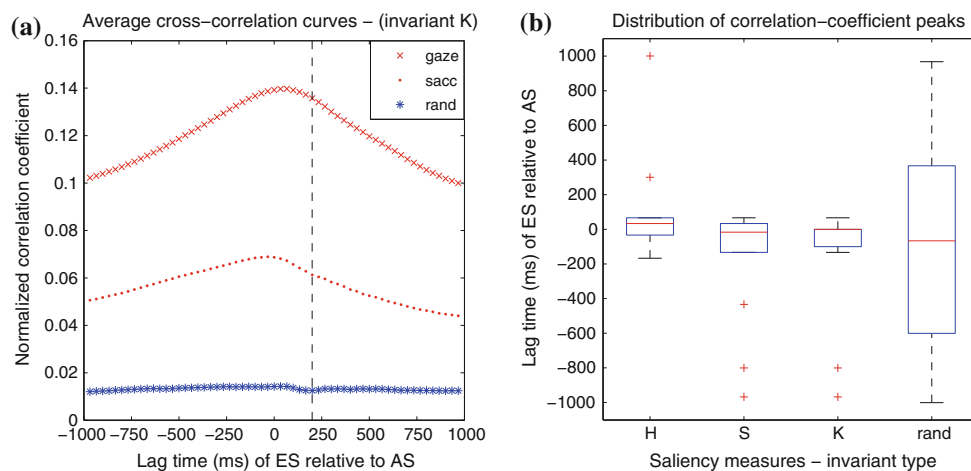 (a) Average cross-correlation curves – (invariant K)
0.16
0.14
0.12
0.1
0.08
0.06
0.04
0.02
0
Normalized correlation coefficient
gaze
sacc
rand
−1000 −750 −500 −250 0 250 500 750 1000
Lag time (ms) of ES relative to AS
(b) Distribution of correlation−coefficient peaks
1000
800
600
400
200
0
−200
−400
−600
−800
−1000
Lag time (ms) of ES relative to AS
H S K rand
Saliency measures − invariant type